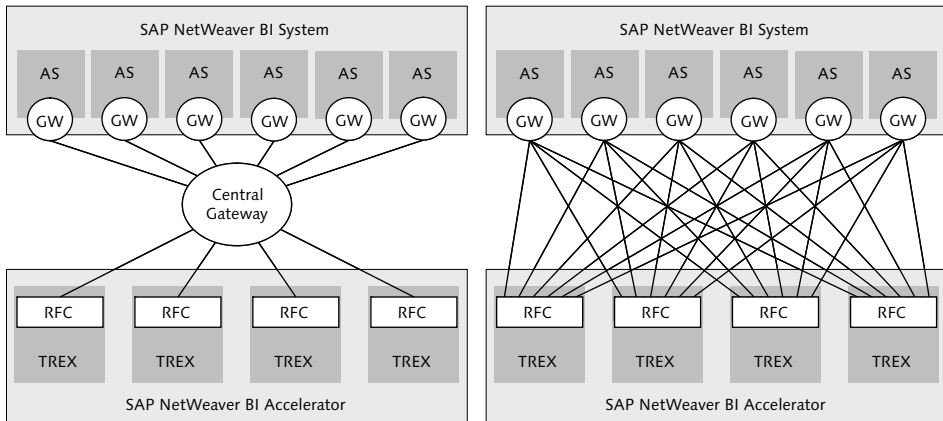 SAP NetWeaver BI System
AS AS AS AS AS AS
GW GW GW GW GW GW
Central
Gateway
RFC RFC RFC RFC
TREX TREX TREX TREX
SAP NetWeaver BI Accelerator
SAP NetWeaver BI System
AS AS AS AS AS AS
GW GW GW GW GW GW
RFC RFC RFC RFC
TREX TREX TREX TREX
SAP NetWeaver BI Accelerator